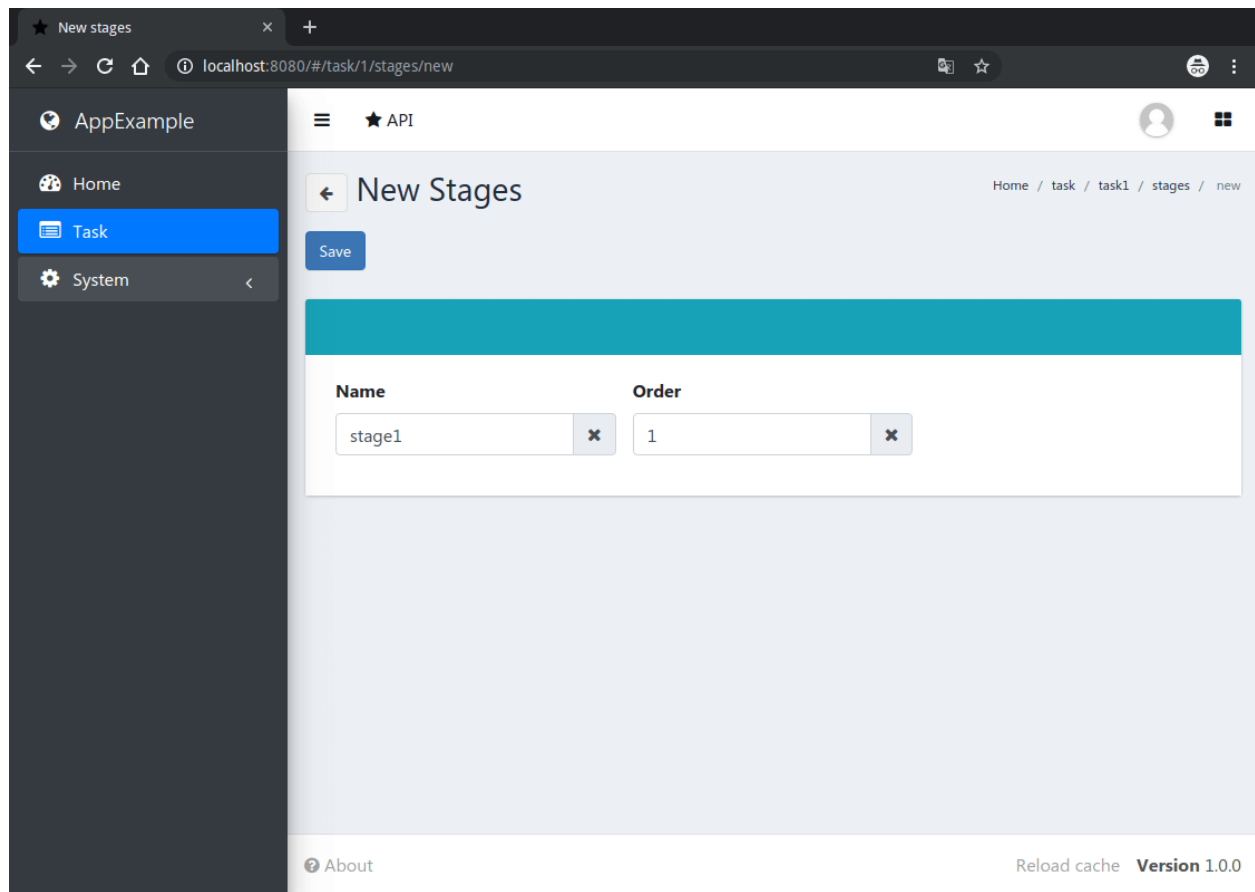 New stages
localhost:8080/#/task/1/stages/new
AppExample
API
Home
Task
System
New Stages
Home / task / task1 / stages / new
Save
Name
Order
stage1
1
About
Reload cache Version 1.0.0